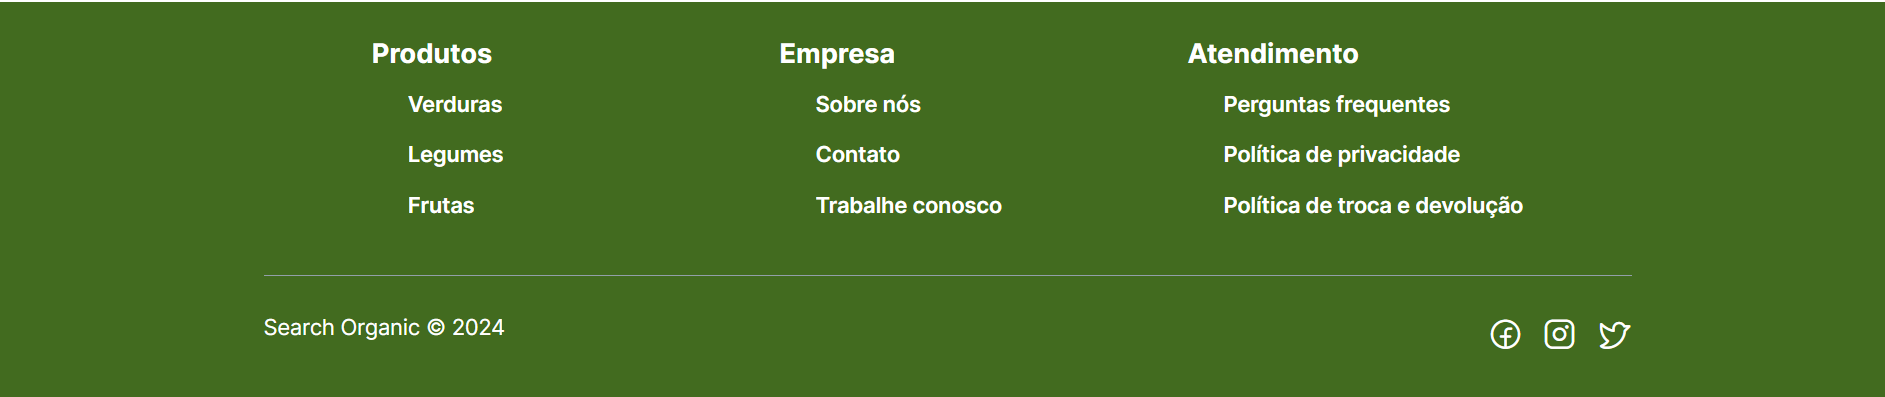 Produtos
Verduras
Legumes
Frutas
Empresa
Sobre nós
Contato
Trabalhe conosco
Atendimento
Perguntas frequentes
Política de privacidade
Política de troca e devolução
Search Organic © 2024